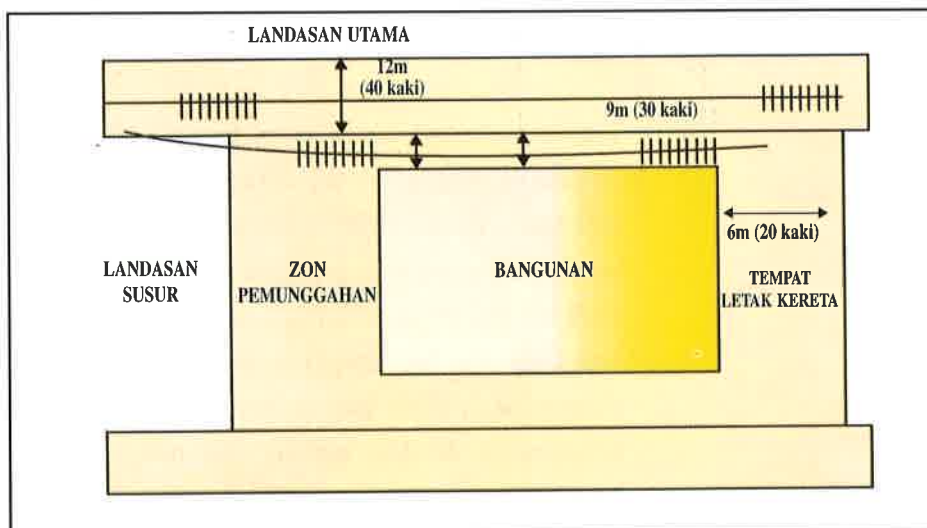 LANDASAN UTAMA
12m
(40 kaki)
9m (30 kaki)
6m (20 kaki)
LANDASAN
SUSUR
ZON
PEMUNGGAHAN
BANGUNAN
TEMPAT
LETAK KERETA